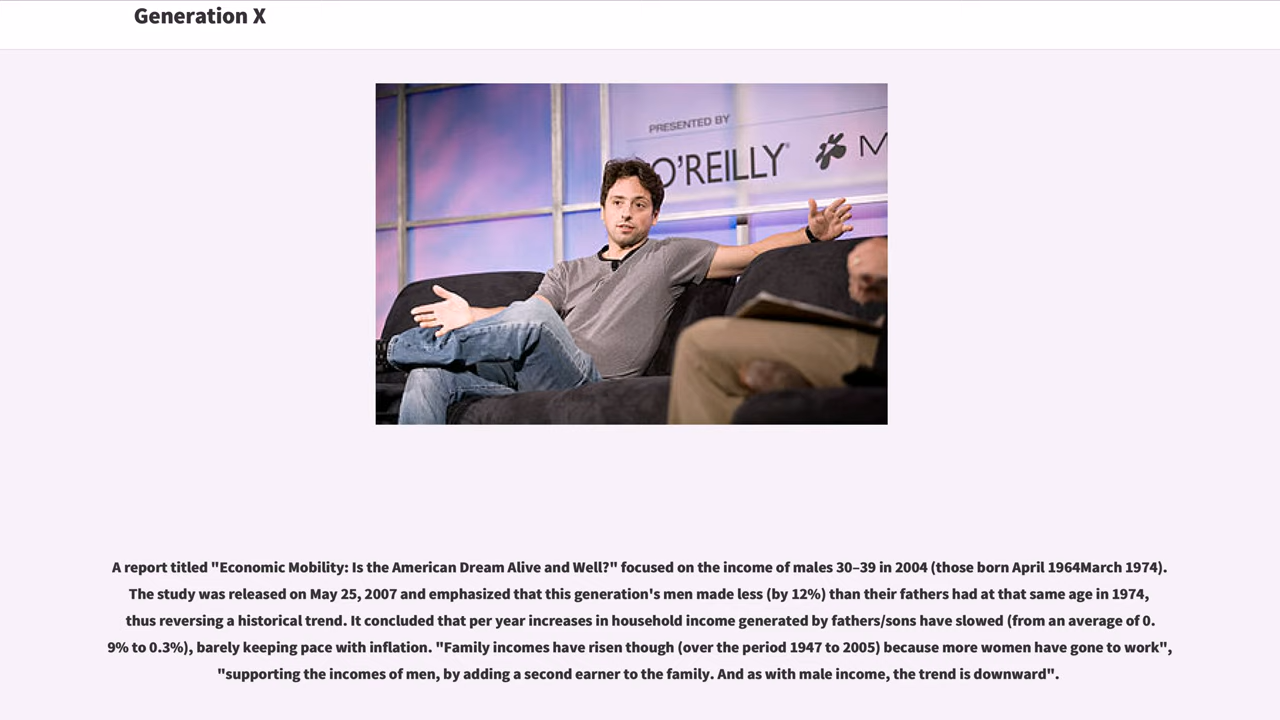 Generation X
PRESENTED BY
O'REILLY
M
A report titled "Economic Mobility: Is the American Dream Alive and Well?" focused on the income of males 30–39 in 2004 (those born April 1964March 1974).
The study was released on May 25, 2007 and emphasized that this generation's men made less (by 12%) than their fathers had at that same age in 1974,
thus reversing a historical trend. It concluded that per year increases in household income generated by fathers/sons have slowed (from an average of 0.
9% to 0.3%), barely keeping pace with inflation. "Family incomes have risen though (over the period 1947 to 2005) because more women have gone to work",
"supporting the incomes of men, by adding a second earner to the family. And as with male income, the trend is downward".